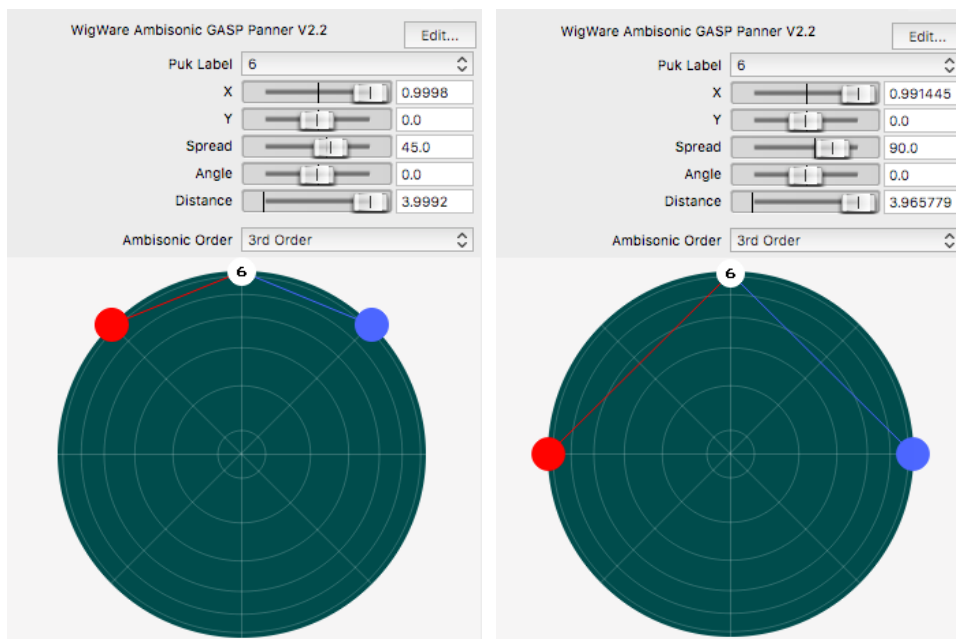 WigWare Ambisonic GASP Panner V2.2
Edit...
Puk Label 6
X 0.9998
Y 0.0
Spread 45.0
Angle 0.0
Distance 3.9992
Ambisonic Order 3rd Order
6
WigWare Ambisonic GASP Panner V2.2
Edit...
Puk Label 6
X 0.991445
Y 0.0
Spread 90.0
Angle 0.0
Distance 3.965779
Ambisonic Order 3rd Order
6